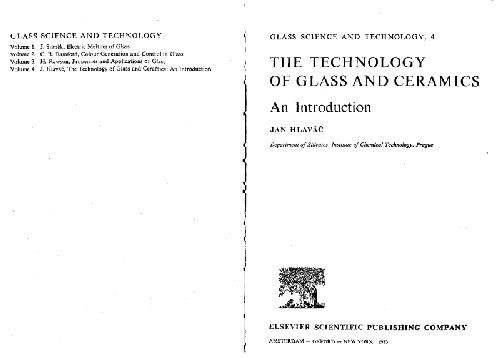 GLASS SCIENCE AND TECHNOLOGY
Volume 1. J. Staněk, Electric Melting of Glass
Volume 2. C. R. Bamford, Colour Generation and Control in Glass
Volume 3. H. Rawson, Properties and Applications of Glass
Volume 4. J. Hlaváč, The Technology of Glass and Ceramics: An Introduction
GLASS SCIENCE AND TECHNOLOGY, 4
THE TECHNOLOGY
OF GLASS AND CERAMICS
An Introduction
JAN HLAVÁČ
Department of Silicates, Institute of Chemical Technology, Prague
ELSEVIER SCIENTIFIC PUBLISHING COMPANY
AMSTERDAM — OXFORD — NEW YORK